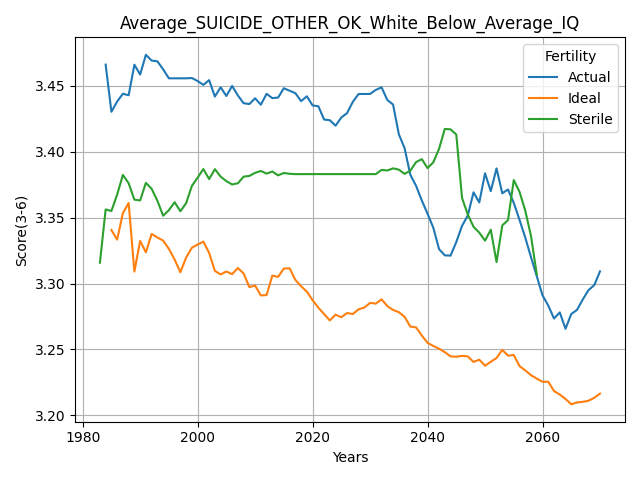 Average_SUICIDE_OTHER_OK_White_Below_Average_IQ
Fertility
Actual
Ideal
Sterile
Score(3-6)
3.45
3.40
3.35
3.30
3.25
3.20
1980
2000
2020
2040
2060
Years